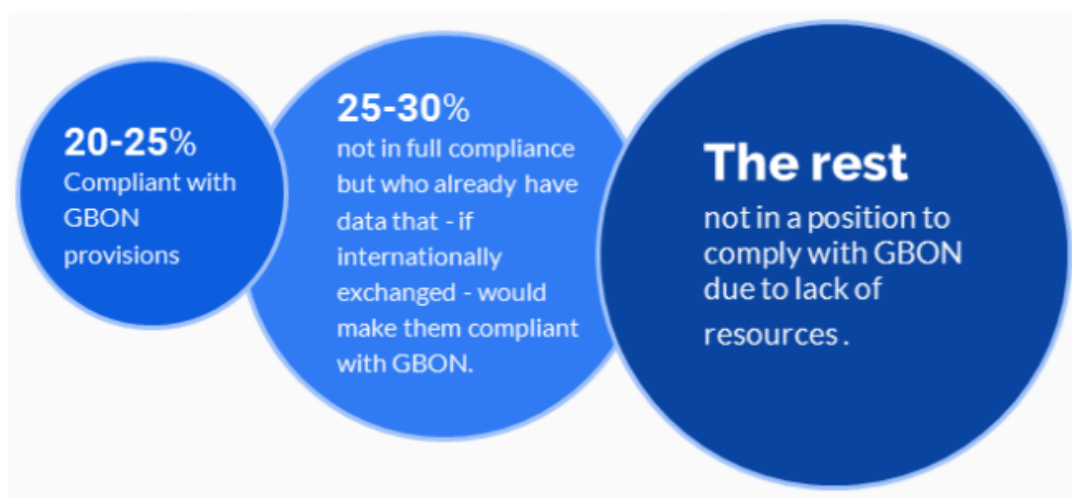 20-25%
Compliant with
GBON
provisions
25-30%
not in full compliance
but who already have
data that - if
internationally
exchanged - would
make them compliant
with GBON.
The rest
not in a position to
comply with GBON
due to lack of
resources .